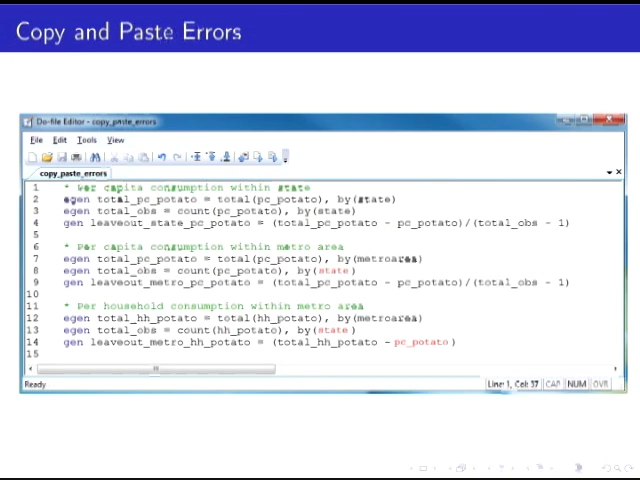 Copy and Paste Errors
Do-file Editor - copy_paste_errors
File Edit Tools View
copy_paste_errors
1 * Per capita consumption within state
2 egen total_pc_potato = total(pc_potato), by(state)
3 egen total_obs = count(pc_potato), by(state)
4 gen leaveout_state_pc_potato = (total_pc_potato - pc_potato)/(total_obs - 1)
5
6 * Per capita consumption within metro area
7 egen total_pc_potato = total(pc_potato), by(metroarea)
8 egen total_obs = count(pc_potato), by(state)
9 gen leaveout_metro_pc_potato = (total_pc_potato - pc_potato)/(total_obs - 1)
10
11 * Per household consumption within metro area
12 egen total_hh_potato = total(hh_potato), by(metroarea)
13 egen total_obs = count(hh_potato), by(state)
14 gen leaveout_metro_hh_potato = (total_hh_potato - pc_potato)
15
Ready Line: 1, Col: 37 CAP NUM OVR